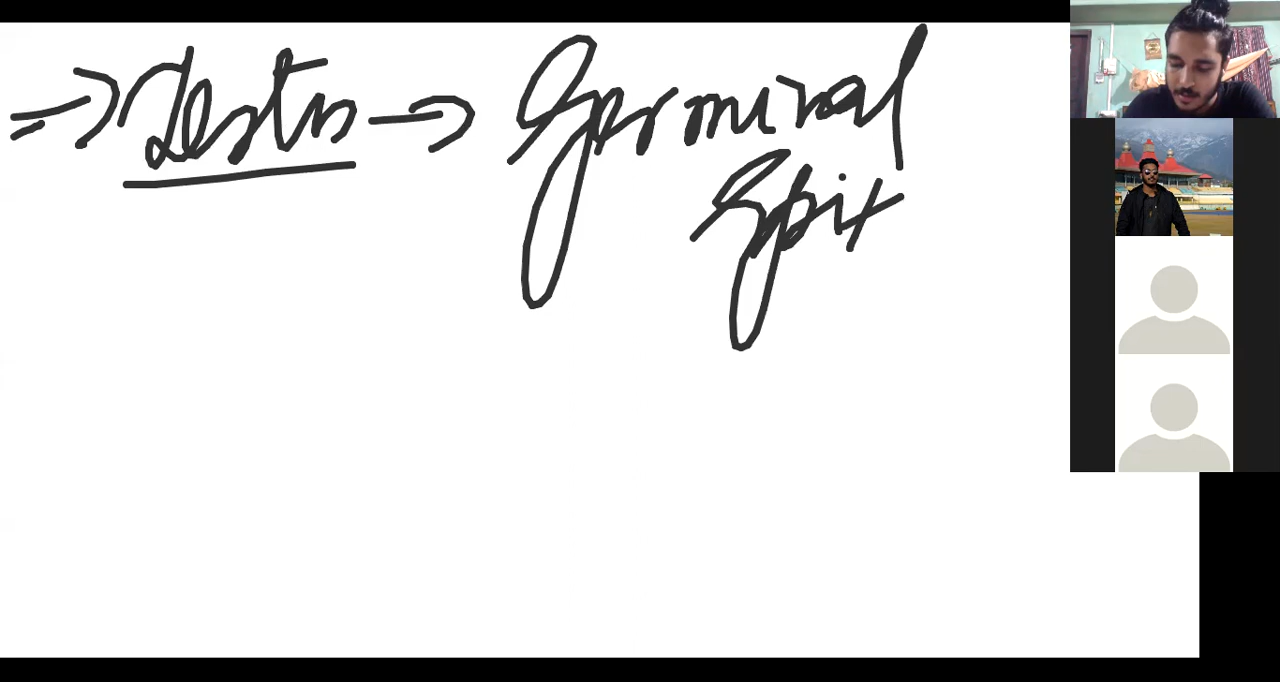 ⇒ Testis → Germinal
Epit